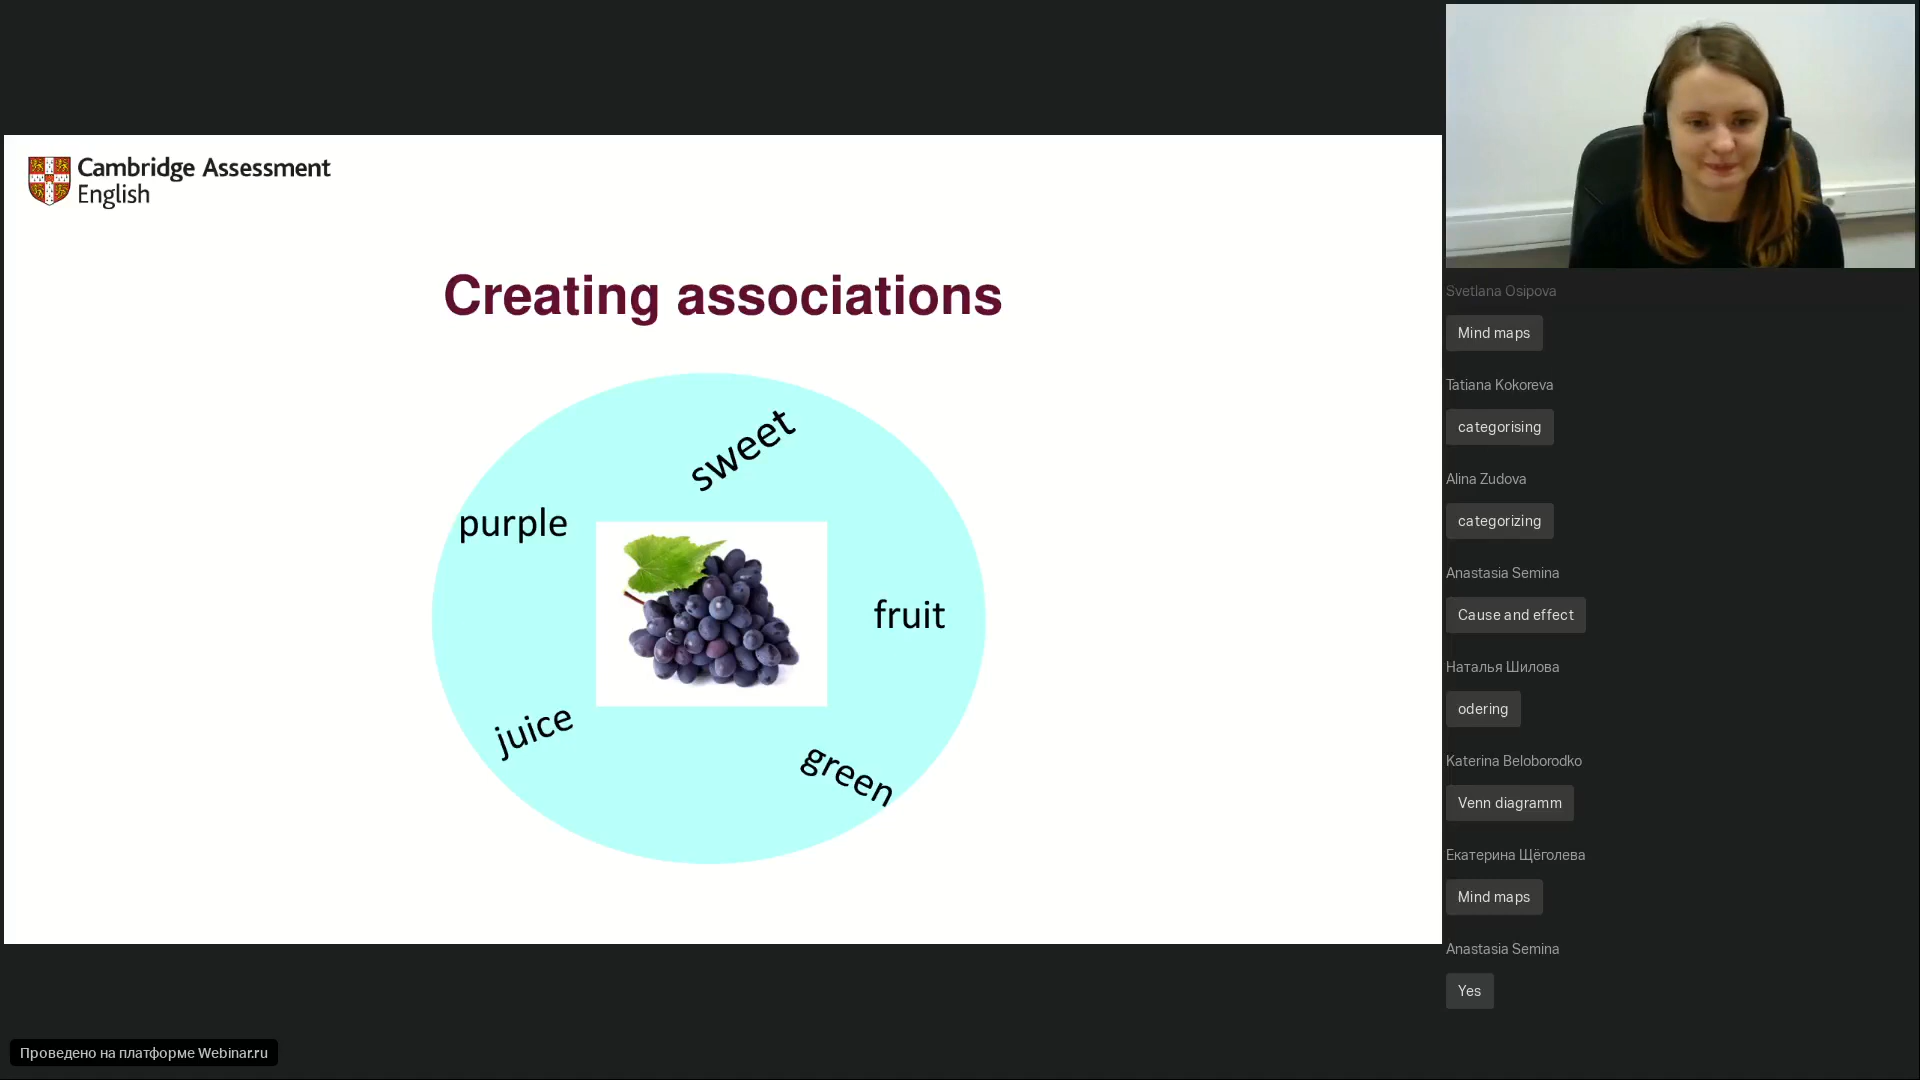 Cambridge Assessment
English
Creating associations
sweet
purple
fruit
juice
green
Svetlana Osipova
Mind maps
Tatiana Kokoreva
categorising
Alina Zudova
categorizing
Anastasia Semina
Cause and effect
Наталья Шилова
odering
Katerina Beloborodko
Venn diagramm
Екатерина Щёголева
Mind maps
Anastasia Semina
Yes
Проведено на платформе Webinar.ru